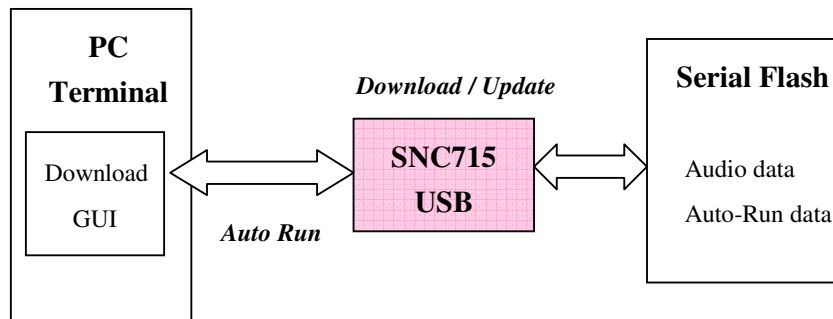 PC
Terminal
Download
GUI
Auto Run
Download / Update
SNC715
USB
Serial Flash
Audio data
Auto-Run data